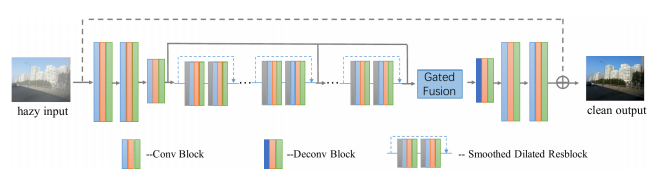 Gated
Fusion
hazy input
clean output
--Conv Block
--Deconv Block
-- Smoothed Dilated Resblock